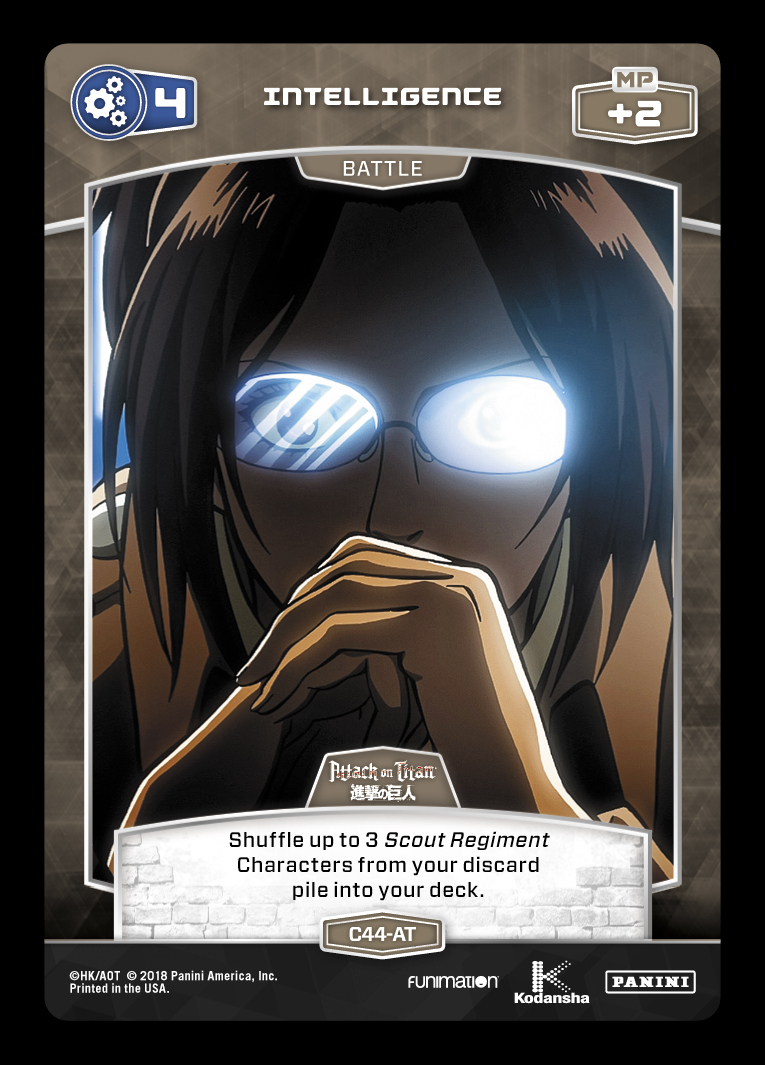 4
INTELLIGENCE
MP
+2
BATTLE
Attack on Titan
進撃の巨人
Shuffle up to 3 Scout Regiment
Characters from your discard
pile into your deck.
C44-AT
©HK/AOT © 2018 Panini America, Inc.
Printed in the USA.
FUNIMATION
Kodansha
PANINI